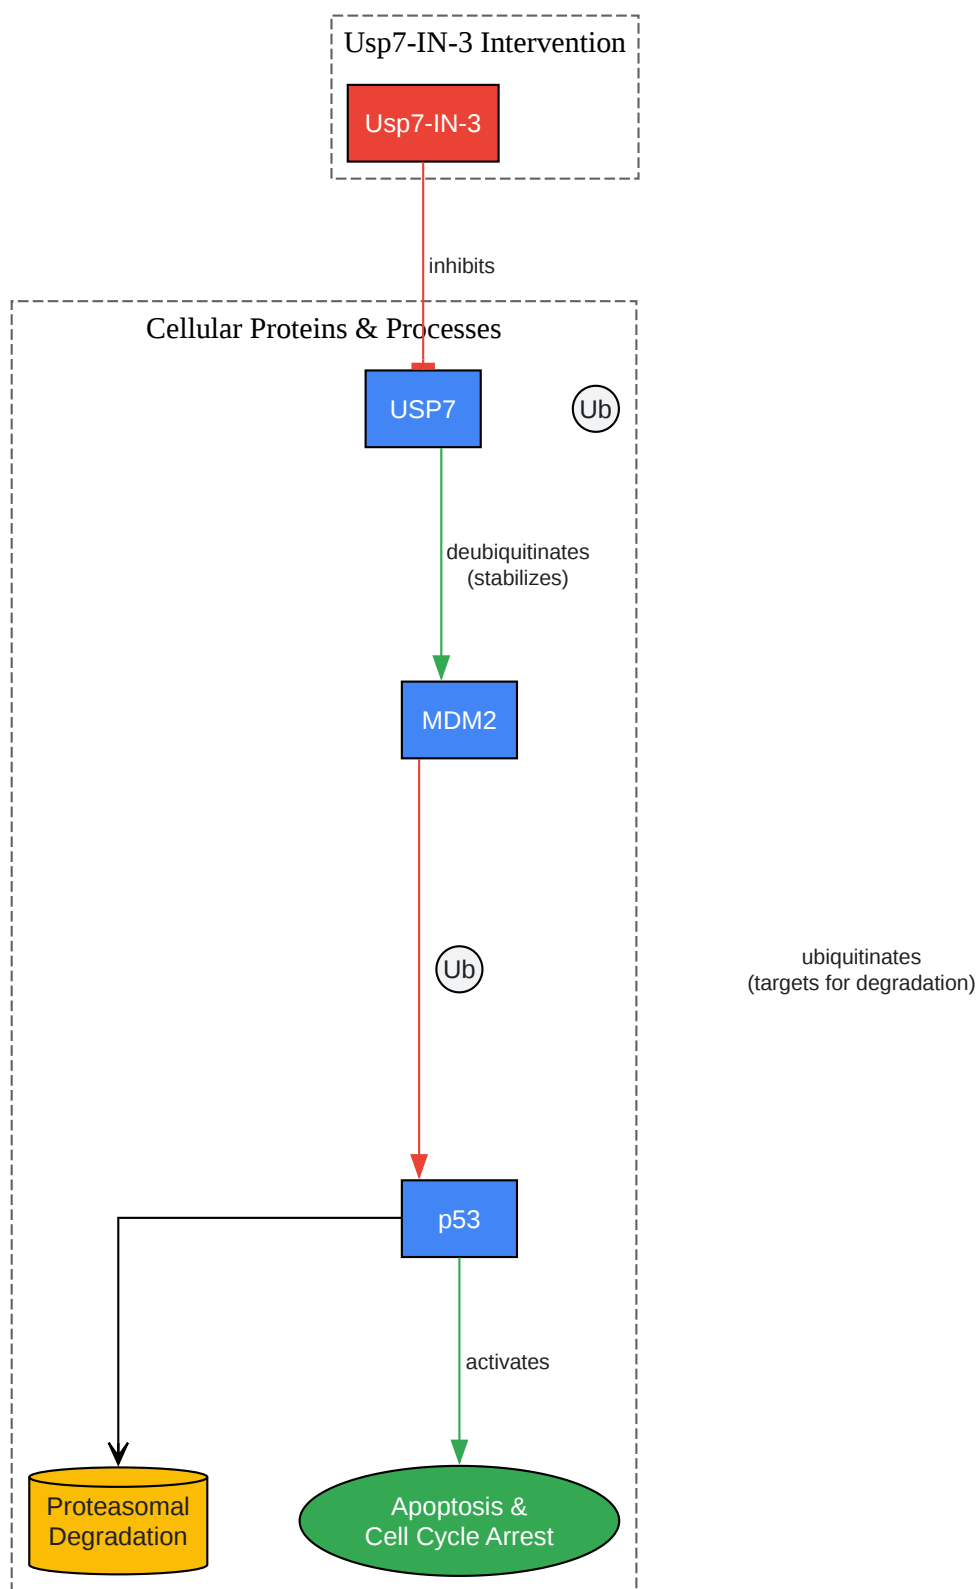 Usp7-IN-3 Intervention
Usp7-IN-3
inhibits
Cellular Proteins & Processes
USP7
Ub
deubiquitinates
(stabilizes)
MDM2
Ub
ubiquitinates
(targets for degradation)
p53
activates
Proteasomal
Degradation
Apoptosis &
Cell Cycle Arrest